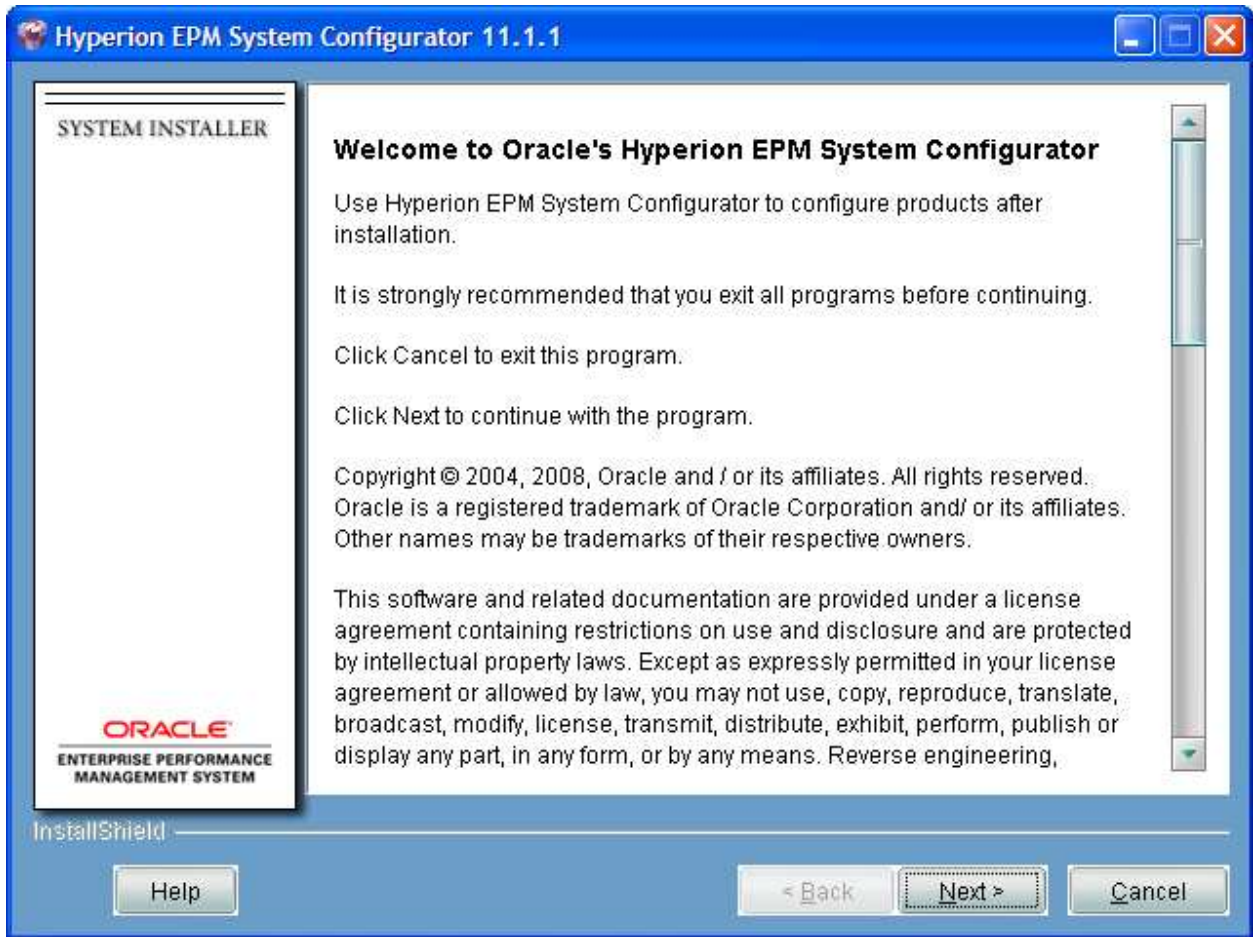 Hyperion EPM System Configurator 11.1.1
SYSTEM INSTALLER
ORACLE
ENTERPRISE PERFORMANCE
MANAGEMENT SYSTEM
Welcome to Oracle's Hyperion EPM System Configurator
Use Hyperion EPM System Configurator to configure products after
installation.
It is strongly recommended that you exit all programs before continuing.
Click Cancel to exit this program.
Click Next to continue with the program.
Copyright © 2004, 2008, Oracle and / or its affiliates. All rights reserved.
Oracle is a registered trademark of Oracle Corporation and/ or its affiliates.
Other names may be trademarks of their respective owners.
This software and related documentation are provided under a license
agreement containing restrictions on use and disclosure and are protected
by intellectual property laws. Except as expressly permitted in your license
agreement or allowed by law, you may not use, copy, reproduce, translate,
broadcast, modify, license, transmit, distribute, exhibit, perform, publish or
display any part, in any form, or by any means. Reverse engineering,
InstallShield
Help
< Back
Next >
Cancel